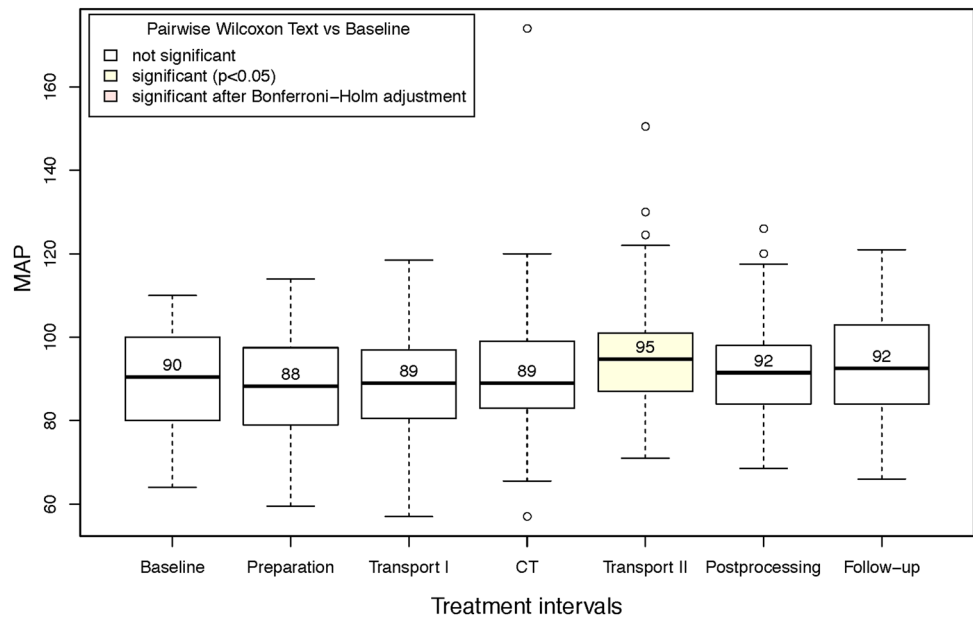 Pairwise Wilcoxon Text vs Baseline
not significant
significant (p<0.05)
significant after Bonferroni−Holm adjustment
MAP
160
140
120
100
80
60
90
88
89
89
95
92
92
Baseline
Preparation
Transport I
CT
Transport II
Postprocessing
Follow−up
Treatment intervals